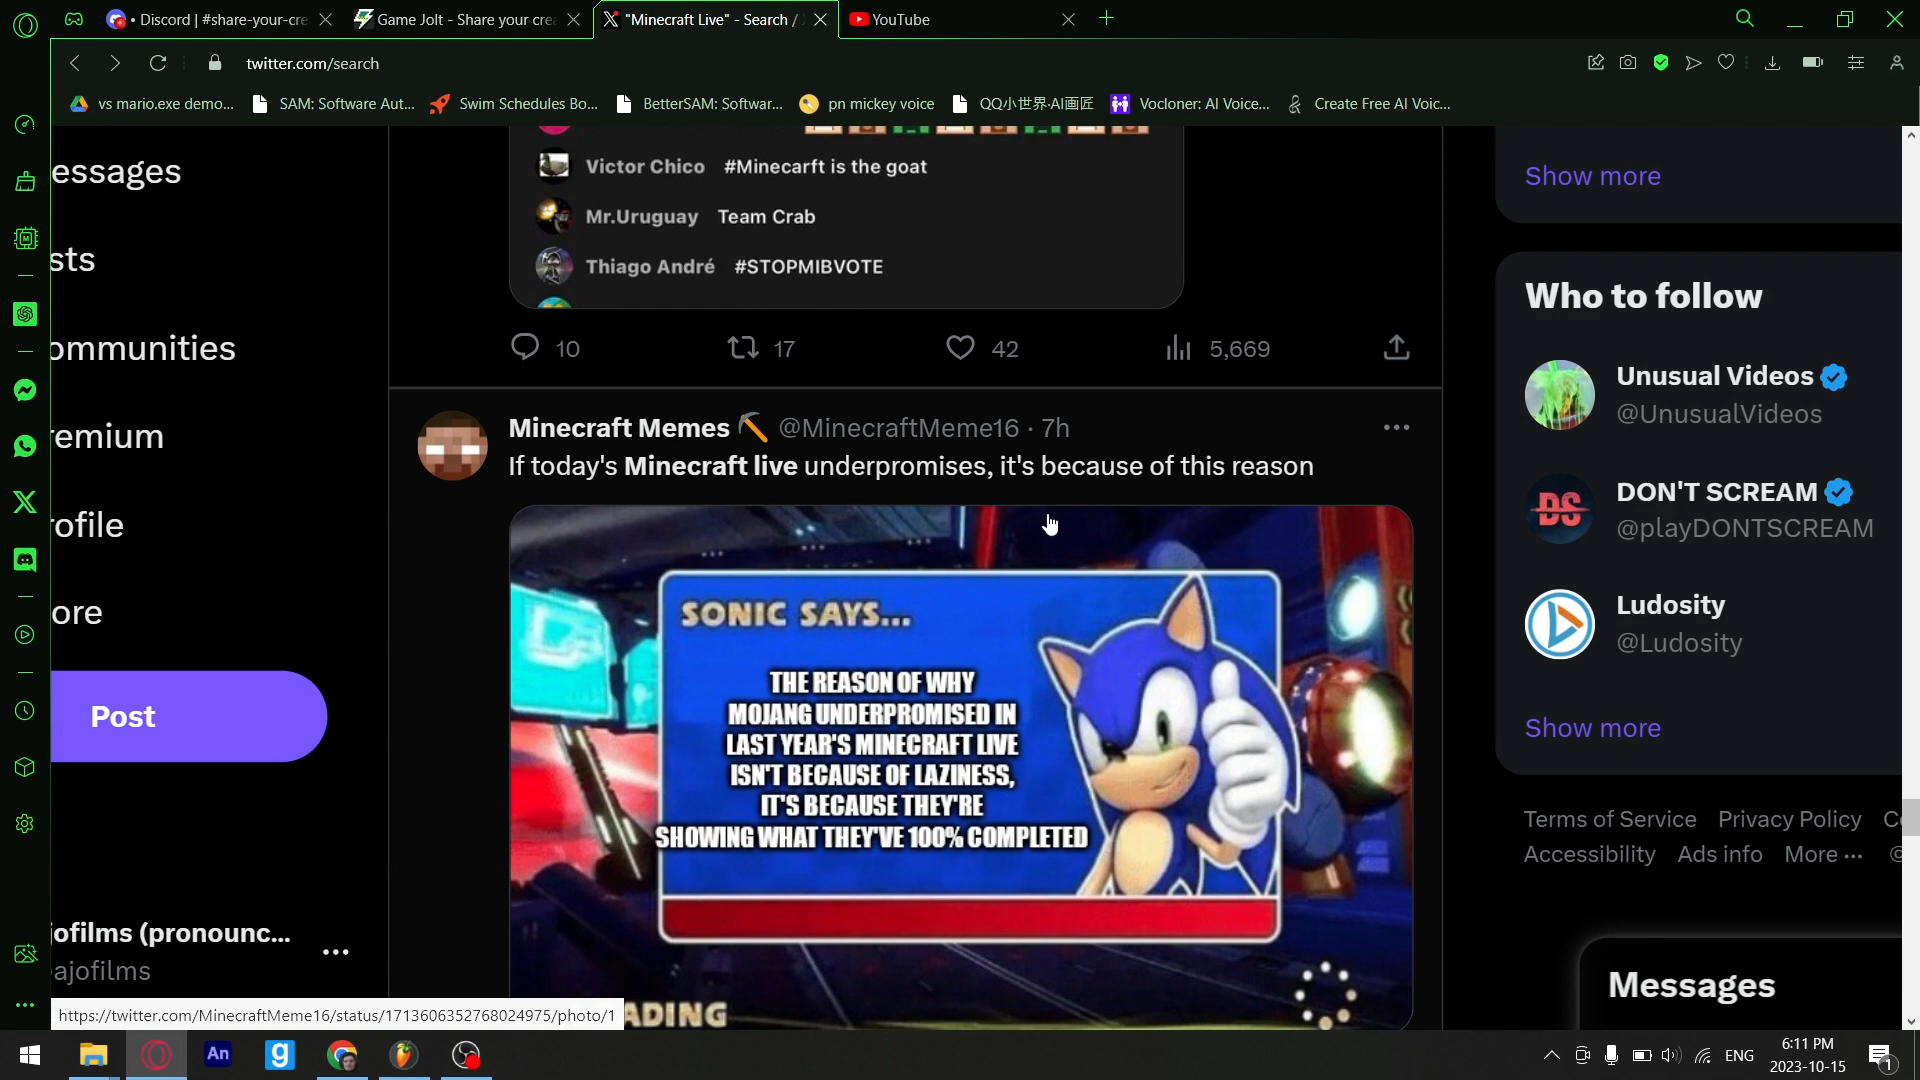 • Discord | #share-your-cre
Game Jolt - Share your crea
"Minecraft Live" - Search /
YouTube
twitter.com/search
vs mario.exe demo...
SAM: Software Aut...
Swim Schedules Bo...
BetterSAM: Softwar...
pn mickey voice
QQ小世界·AI画匠
Vocloner: AI Voice...
Create Free AI Voic...
essages
sts
ommunities
remium
rofile
ore
Post
jofilms (pronounc...
ajofilms
Victor Chico #Minecarft is the goat
Mr.Uruguay Team Crab
Thiago André #STOPMIBVOTE
10
17
42
5,669
Minecraft Memes @MinecraftMeme16 · 7h
If today's Minecraft live underpromises, it's because of this reason
SONIC SAYS...
THE REASON OF WHY
MOJANG UNDERPROMISED IN
LAST YEAR'S MINECRAFT LIVE
ISN'T BECAUSE OF LAZINESS,
IT'S BECAUSE THEY'RE
SHOWING WHAT THEY'VE 100% COMPLETED
ADING
Show more
Who to follow
Unusual Videos
@UnusualVideos
DS
DON'T SCREAM
@playDONTSCREAM
Ludosity
@Ludosity
Show more
Terms of Service Privacy Policy
Accessibility Ads info More ...
Messages
https://twitter.com/MinecraftMeme16/status/1713606352768024975/photo/1
An
ENG
6:11 PM
2023-10-15
1